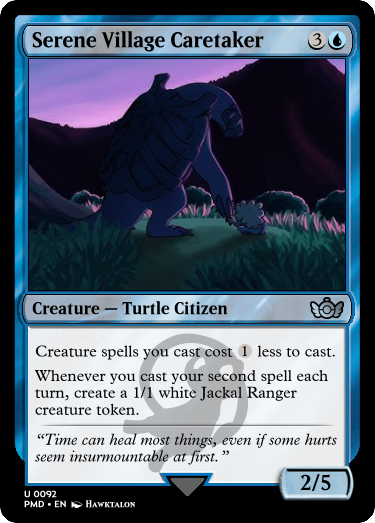 Serene Village Caretaker 3
Creature — Turtle Citizen
Creature spells you cast cost 1 less to cast.
Whenever you cast your second spell each
turn, create a 1/1 white Jackal Ranger
creature token.
“Time can heal most things, even if some hurts
seem insurmountable at first.”
2/5
U 0092
PMD • EN Hawktalon